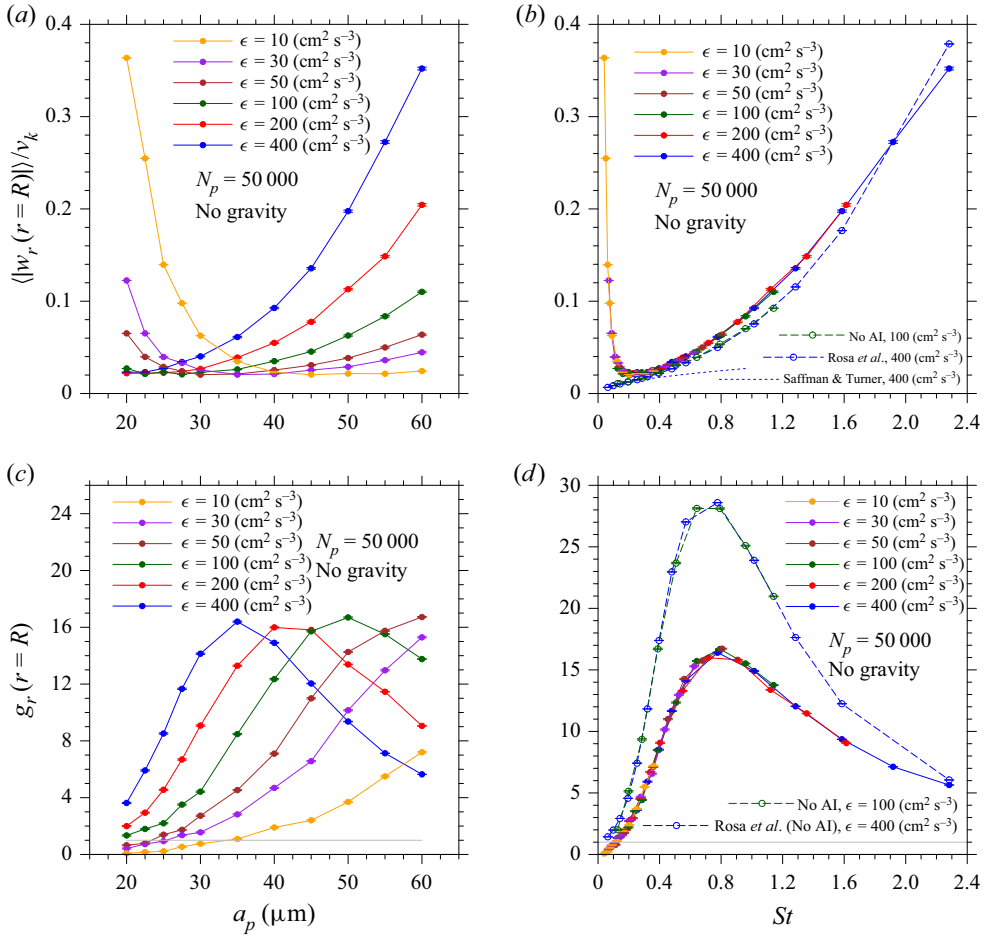 (a)
0.4
0.3
0.2
0.1
0
⟨|w_r (r = R)|⟩/v_k
ϵ = 10 (cm² s⁻³)
ϵ = 30 (cm² s⁻³)
ϵ = 50 (cm² s⁻³)
ϵ = 100 (cm² s⁻³)
ϵ = 200 (cm² s⁻³)
ϵ = 400 (cm² s⁻³)
N_p = 50 000
No gravity
20 30 40 50 60
(b)
0.4
0.3
0.2
0.1
0
ϵ = 10 (cm² s⁻³)
ϵ = 30 (cm² s⁻³)
ϵ = 50 (cm² s⁻³)
ϵ = 100 (cm² s⁻³)
ϵ = 200 (cm² s⁻³)
ϵ = 400 (cm² s⁻³)
N_p = 50 000
No gravity
No AI, 100 (cm² s⁻³)
Rosa et al., 400 (cm² s⁻³)
Saffman & Turner, 400 (cm² s⁻³)
0 0.4 0.8 1.2 1.6 2.0 2.4
(c)
24
20
16
12
8
4
0
g_r (r = R)
ϵ = 10 (cm² s⁻³)
ϵ = 30 (cm² s⁻³)
ϵ = 50 (cm² s⁻³)
ϵ = 100 (cm² s⁻³)
ϵ = 200 (cm² s⁻³)
ϵ = 400 (cm² s⁻³)
N_p = 50 000
No gravity
20 30 40 50 60
a_p (μm)
(d)
30
25
20
15
10
5
0
ϵ = 10 (cm² s⁻³)
ϵ = 30 (cm² s⁻³)
ϵ = 50 (cm² s⁻³)
ϵ = 100 (cm² s⁻³)
ϵ = 200 (cm² s⁻³)
ϵ = 400 (cm² s⁻³)
N_p = 50 000
No gravity
No AI, ϵ = 100 (cm² s⁻³)
Rosa et al. (No AI), ϵ = 400 (cm² s⁻³)
0 0.4 0.8 1.2 1.6 2.0 2.4
St